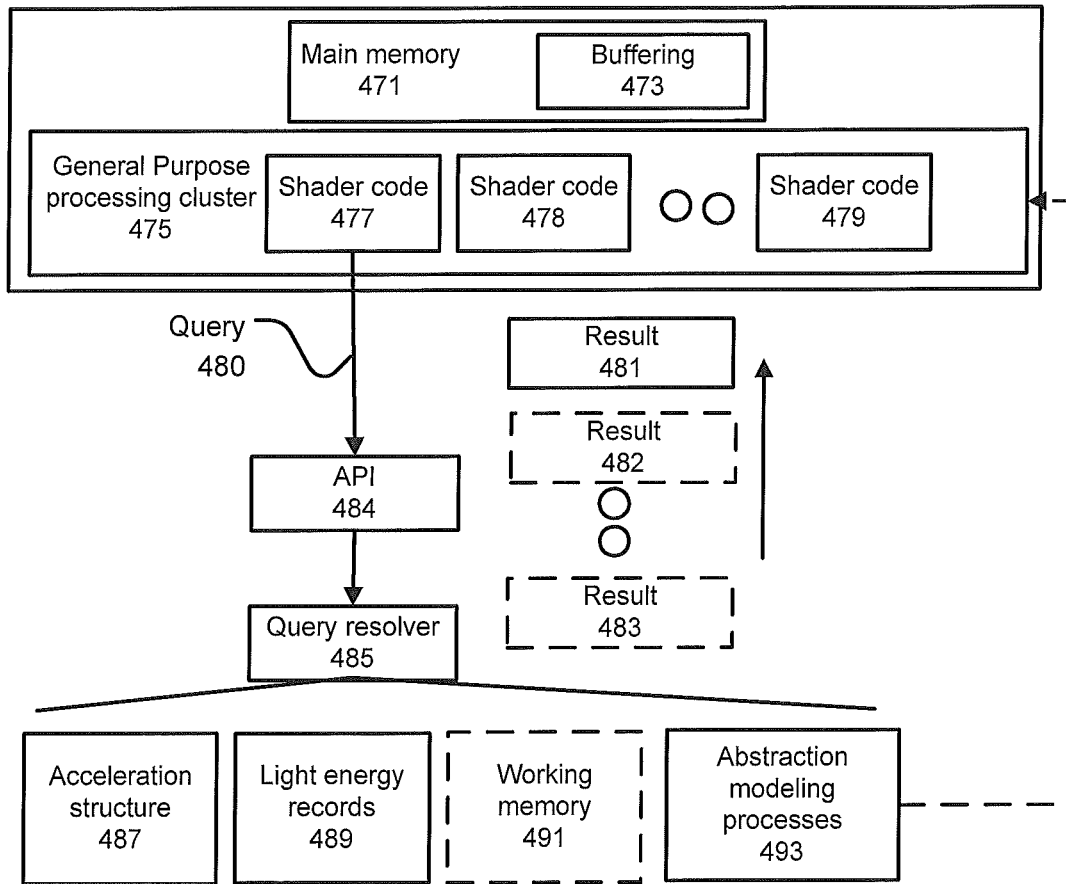 Main memory
471
Buffering
473
General Purpose
processing cluster
475
Shader code
477
Shader code
478
Shader code
479
Query
480
Result
481
Result
482
Result
483
API
484
Query resolver
485
Acceleration
structure
487
Light energy
records
489
Working
memory
491
Abstraction
modeling
processes
493